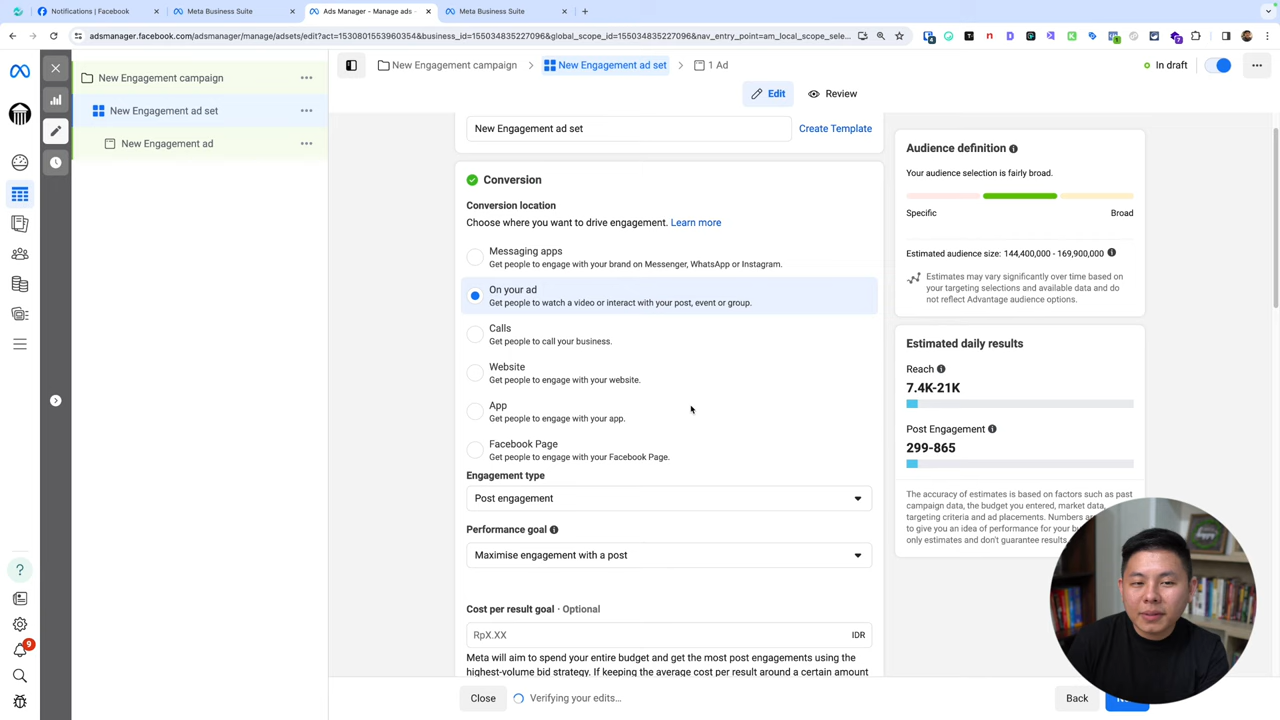 Notifications | Facebook
Meta Business Suite
Ads Manager - Manage ads -
Meta Business Suite
adsmanager.facebook.com/adsmanager/manage/assets/edit?act=1530801553960354&business_id=155034835227096&global_scope_id=155034835227096&nav_entry_point=am_local_scope_sele...
New Engagement campaign
New Engagement ad set
New Engagement ad
9
New Engagement campaign
New Engagement ad set
1 Ad
In draft
Edit
Review
New Engagement ad set
Create Template
Conversion
Conversion location
Choose where you want to drive engagement. Learn more
Messaging apps
Get people to engage with your brand on Messenger, WhatsApp or Instagram.
On your ad
Get people to watch a video or interact with your post, event or group.
Calls
Get people to call your business.
Website
Get people to engage with your website.
App
Get people to engage with your app.
Facebook Page
Get people to engage with your Facebook Page.
Engagement type
Post engagement
Performance goal
Maximise engagement with a post
Cost per result goal · Optional
RpX.XX
IDR
Meta will aim to spend your entire budget and get the most post engagements using the
highest-volume bid strategy. If keeping the average cost per result around a certain amount
Close
Verifying your edits...
Back
Audience definition
Your audience selection is fairly broad.
Specific
Broad
Estimated audience size: 144,400,000 - 169,900,000
Estimates may vary significantly over time based on
your targeting selections and available data and do
not reflect Advantage audience options.
Estimated daily results
Reach
7.4K-21K
Post Engagement
299-865
The accuracy of estimates is based on factors such as past
campaign data, the budget you entered, market data,
targeting criteria and ad placements. Numbers are
to give you an idea of performance for your
only estimates and don't guarantee results